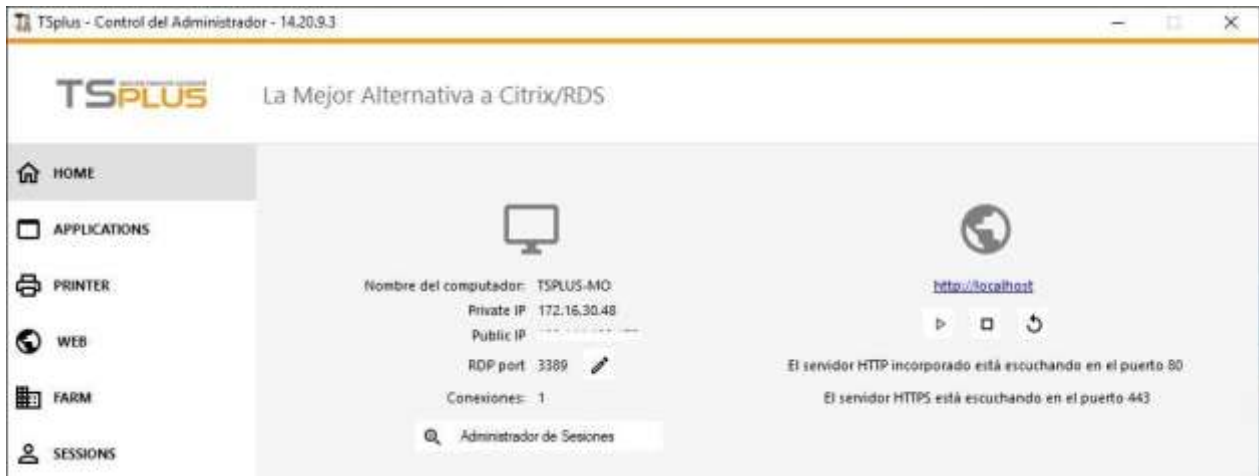 TSplus - Control del Administrador - 14.20.9.3
TSPLUS
La Mejor Alternativa a Citrix/RDS
HOME
APPLICATIONS
PRINTER
WEB
FARM
SESSIONS
Nombre del computador: TSPLUS-MO
Private IP 172.16.30.48
Public IP
RDP port 3389
Conexiones: 1
Administrador de Sesiones
http://localhost
El servidor HTTP incorporado está escuchando en el puerto 80
El servidor HTTPS está escuchando en el puerto 443